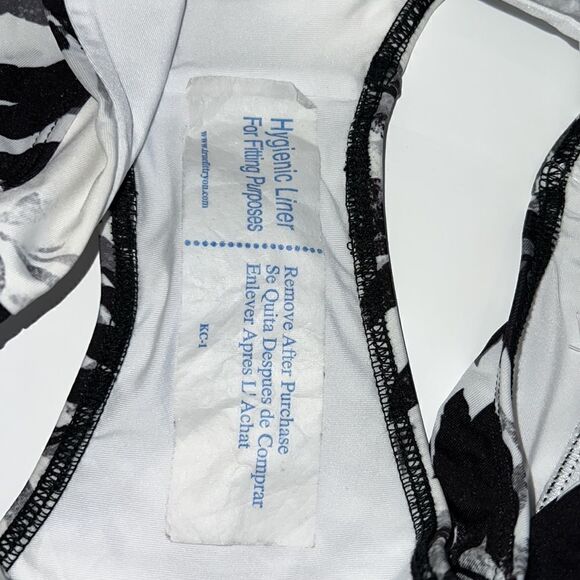 Hygienic Liner
For Fitting Purposes
www.truefitryon.com
Remove After Purchase
Se Quita Despues de Comprar
Enlever Apres L' Achat
KC-1